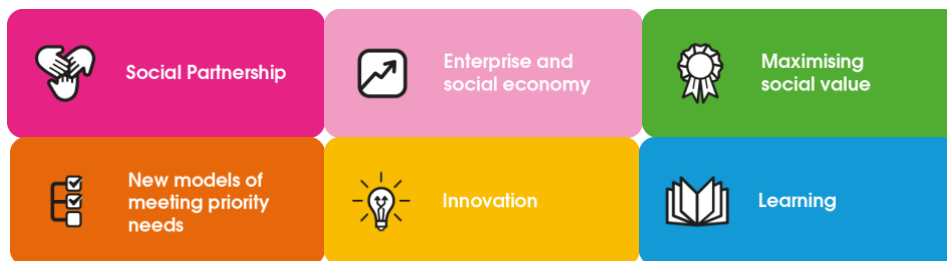 Social Partnership
Enterprise and
social economy
Maximising
social value
New models of
meeting priority
needs
Innovation
Learning